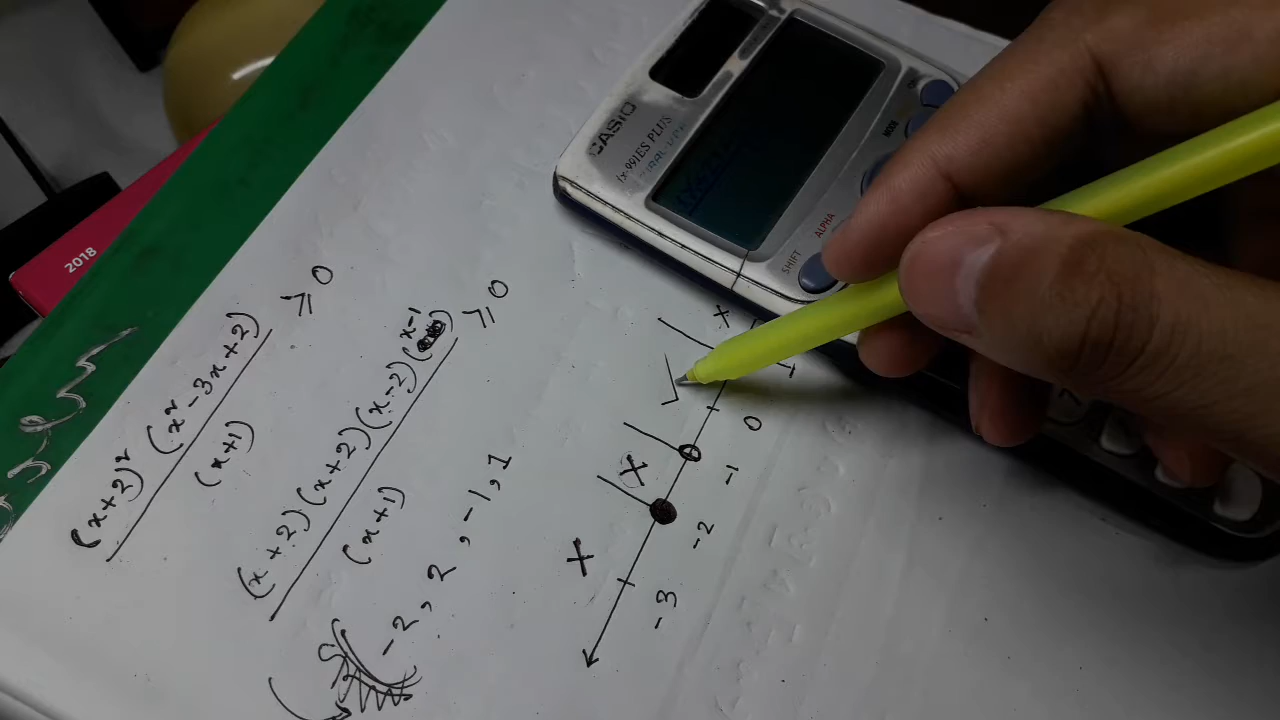 2018
CASIO
fx-991ES PLUS
SHIFT
ALPHA
MODE
(x+2)² (x²-3x+2)
(x+1)
≥ 0
(x+2)(x+2)(x-2)(x-1)
(x+1)
≥ 0
-2, 2, -1, 1
X X ✓ X
-3 -2 -1 0 1